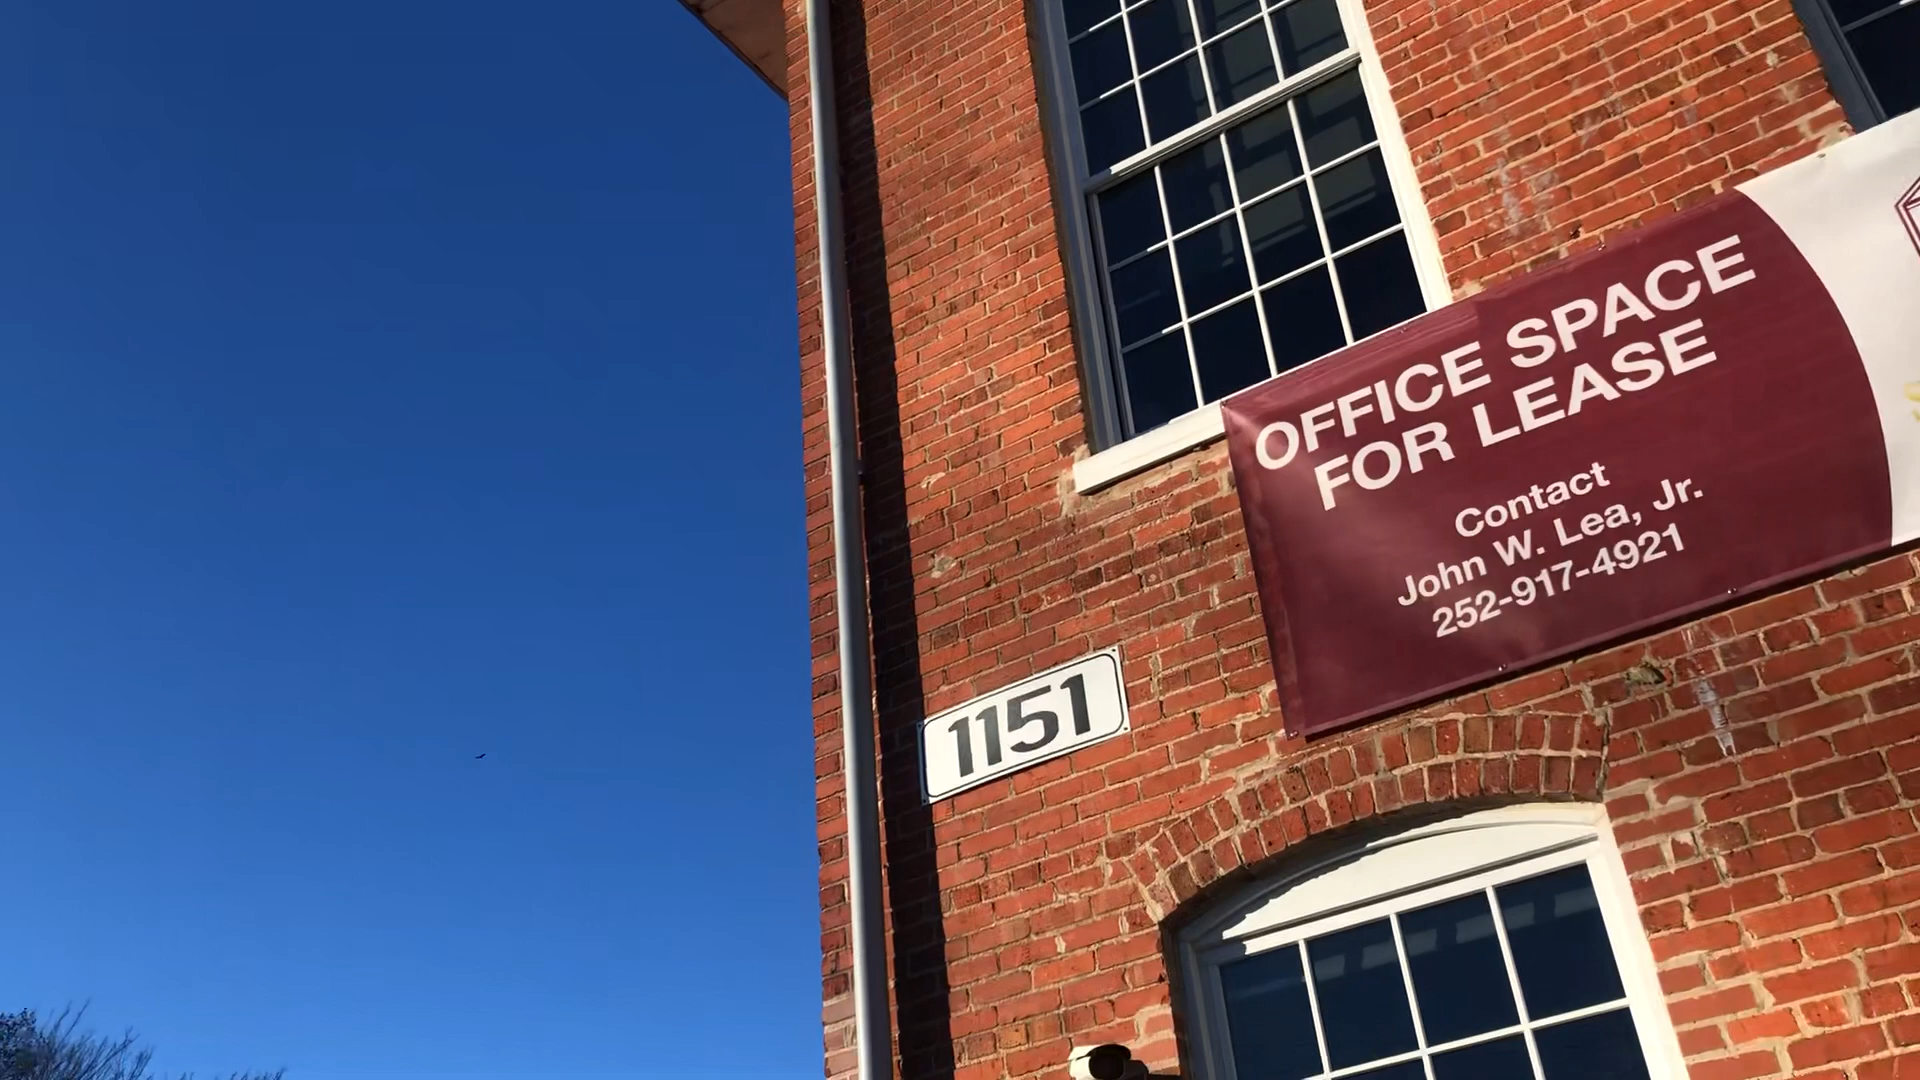 OFFICE SPACE
FOR LEASE
Contact
John W. Lea, Jr.
252-917-4921
1151